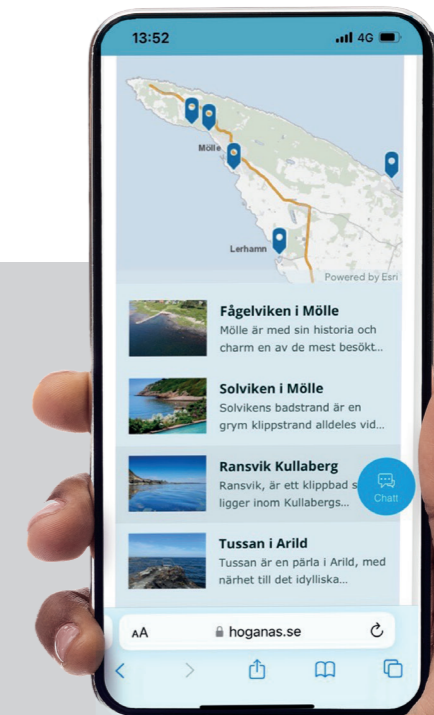 13:52
4G
Mölle
Lerhamn
Powered by Esri
Fågelviken i Mölle
Mölle är med sin historia och
charm en av de mest besökt...
Solviken i Mölle
Solvikens badstrand är en
grym klippstrand alldeles vid...
Ransvik Kullaberg
Ransvik, är ett klippbad s
ligger inom Kullabergs...
Chatt
Tussan i Arild
Tussan är en pärla i Arild, med
närhet till det idylliska...
AA
hoganas.se